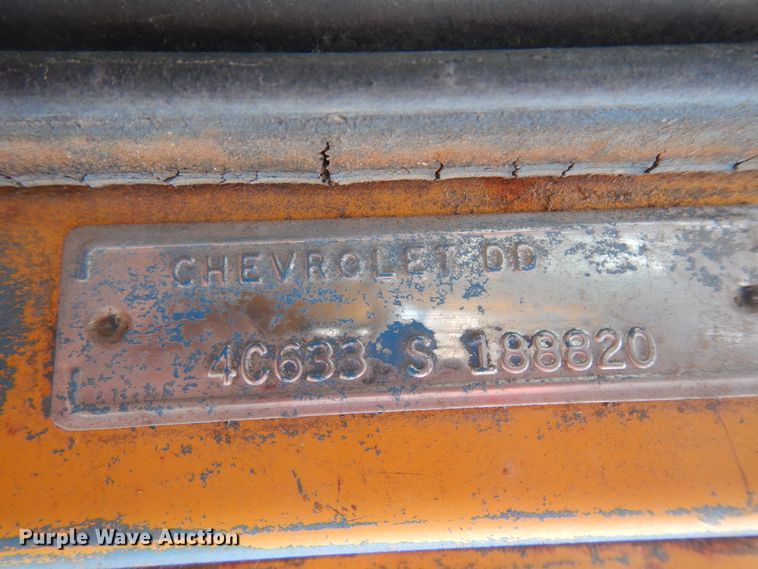 CHEVROLET DD
4C633 S 188820
Purple Wave Auction